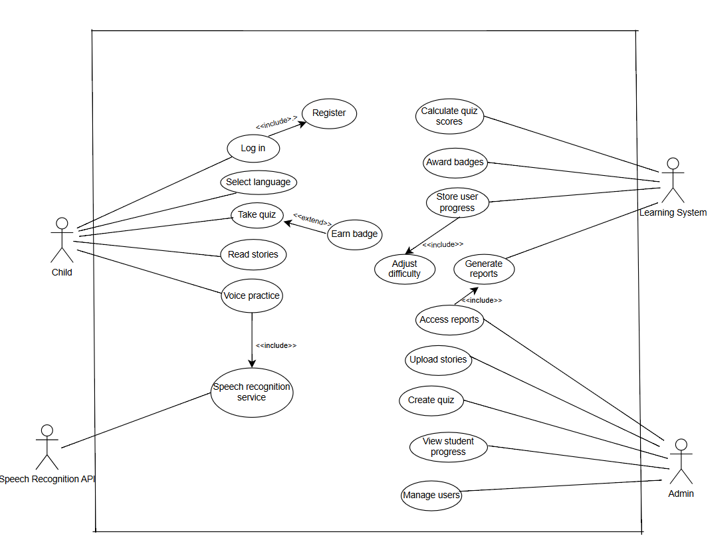 Register
<<include>.>
Log in
Select language
Take quiz
<<extend>>
Earn badge
Read stories
Voice practice
<<include>>
Speech recognition
service
Child
Speech Recognition API
Calculate quiz
scores
Award badges
Store user
progress
<<include>>
Adjust
difficulty
Generate
reports
<<include>>
Access reports
Upload stories
Create quiz
View student
progress
Manage users
Learning System
Admin